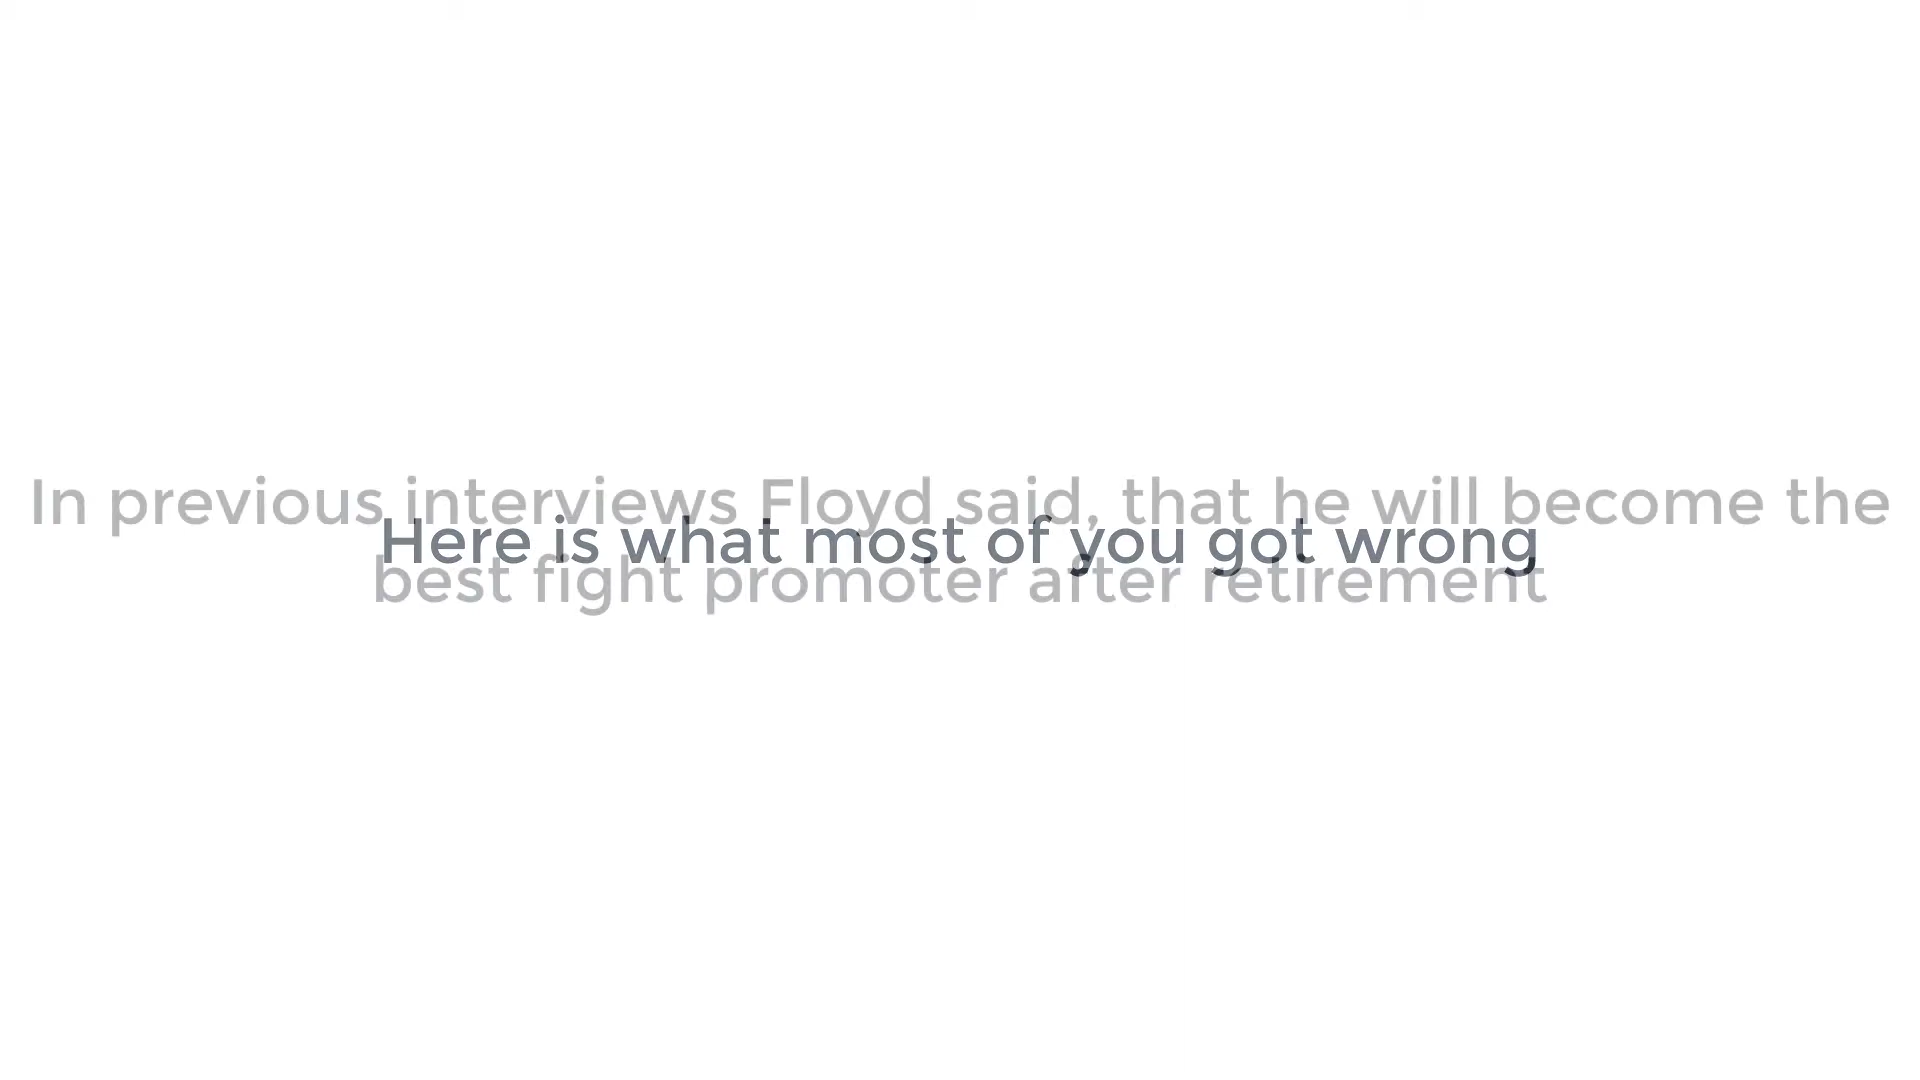 In previous interviews Floyd said, that he will become the
Here is what most of you got wrong
best fight promoter after retirement